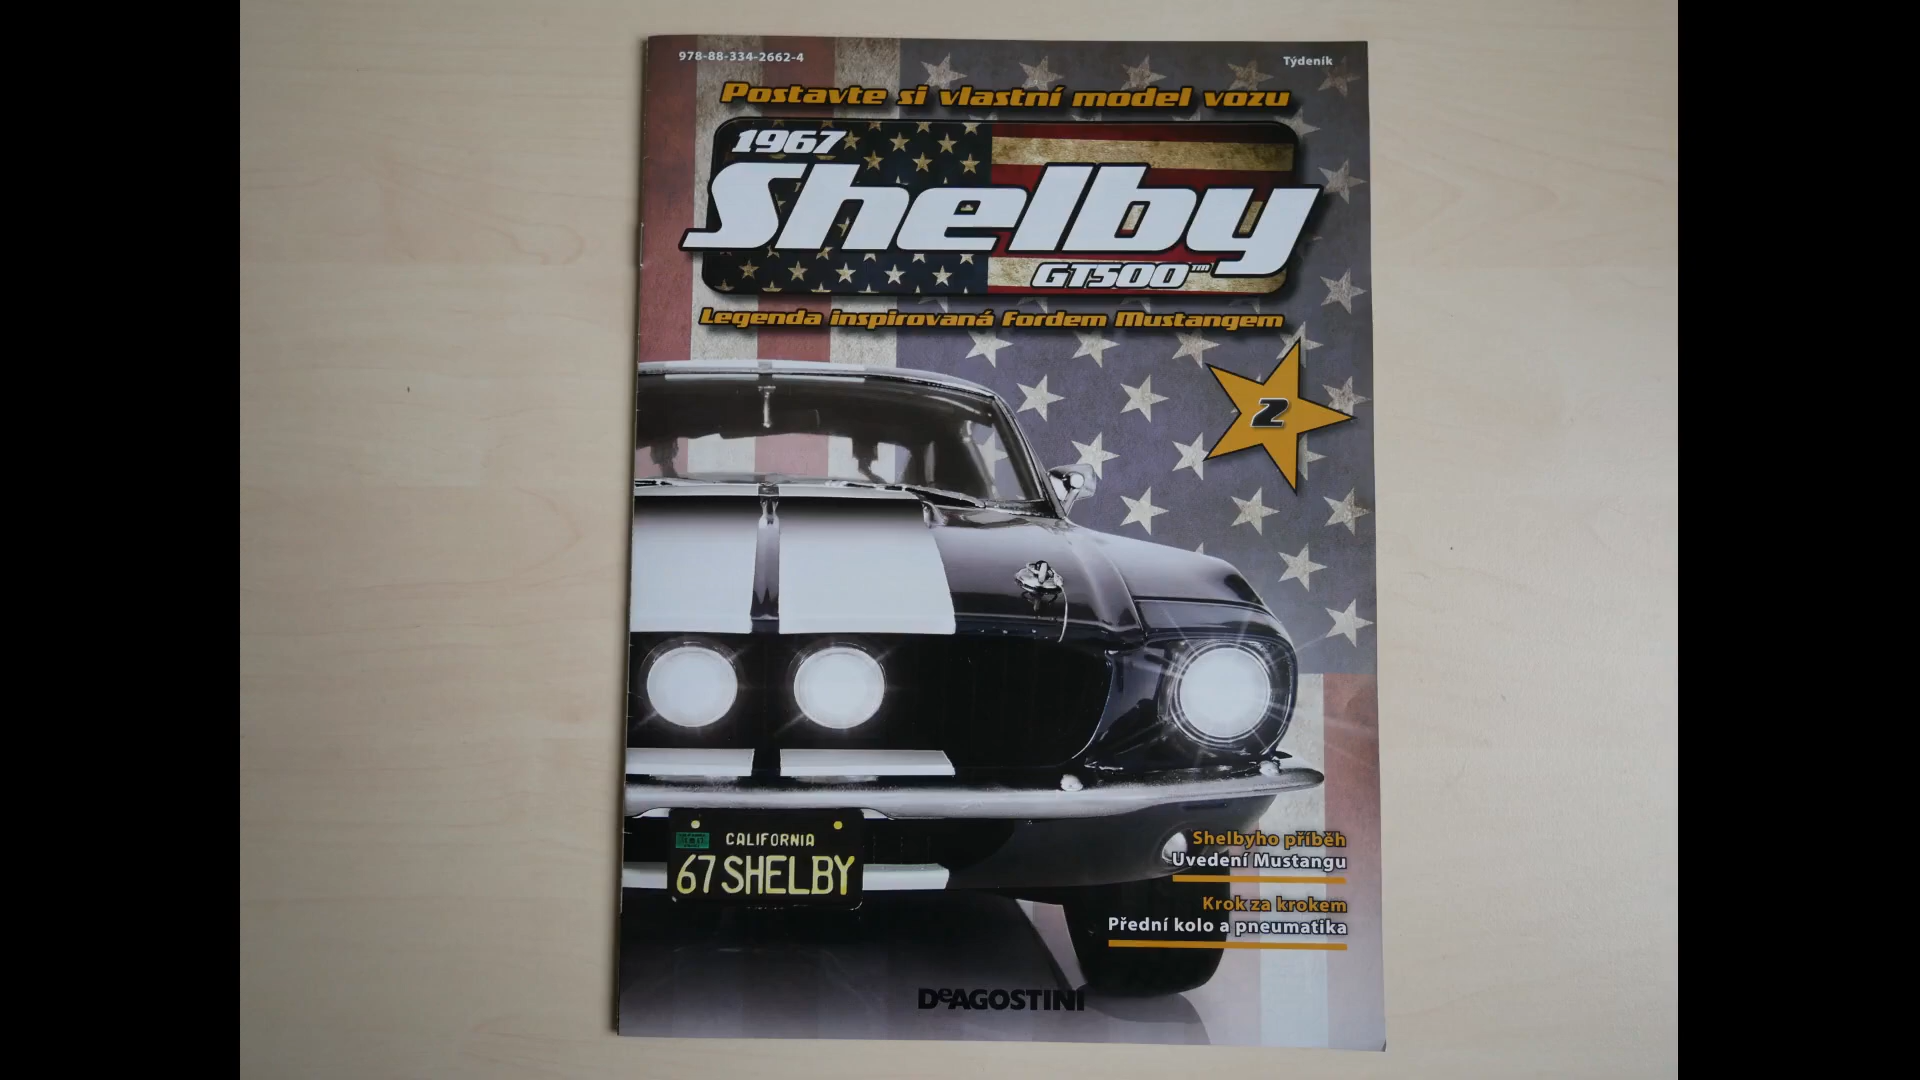 978-88-334-2662-4
Týdeník
Postavte si vlastní model vozu
1967
Shelby
GT500™
Legenda inspirovaná Fordem Mustangem
2
CALIFORNIA
67 SHELBY
Shelbyho příběh
Uvedení Mustangu
Krok za krokem
Přední kolo a pneumatika
DeAGOSTINI